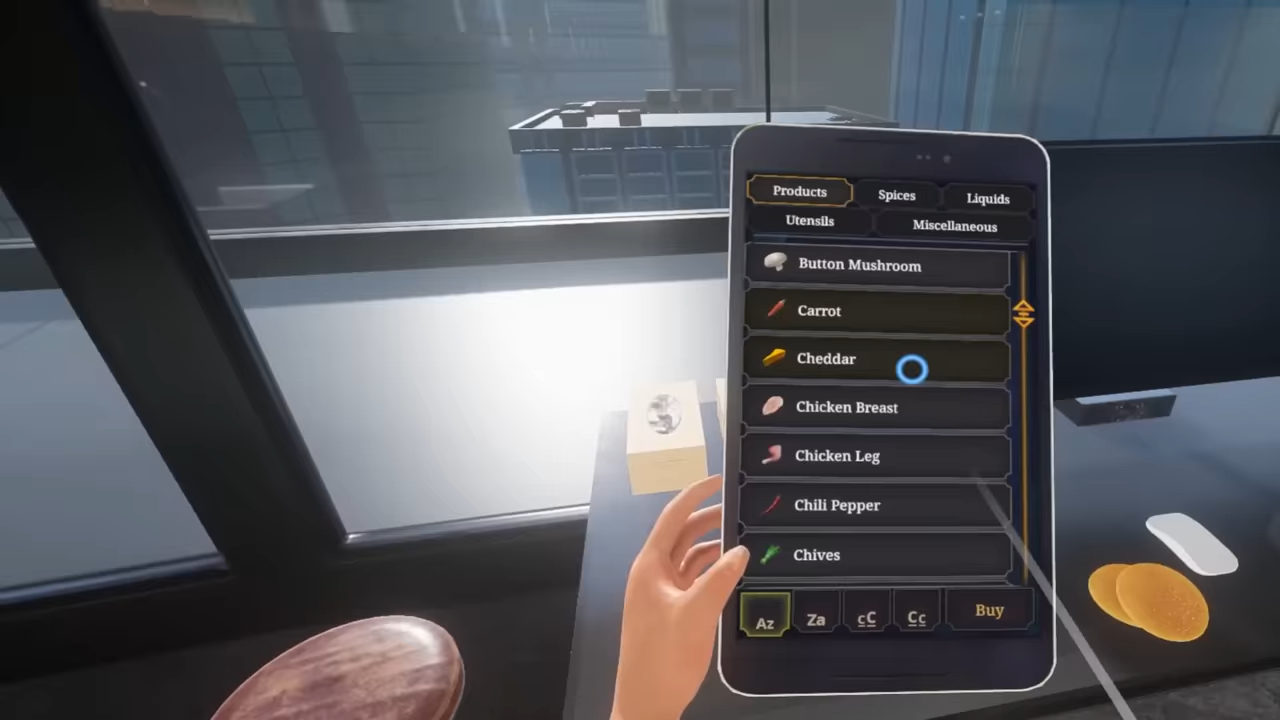 Products Spices Liquids
Utensils Miscellaneous
Button Mushroom
Carrot
Cheddar
Chicken Breast
Chicken Leg
Chili Pepper
Chives
Az Za cC Cc Buy